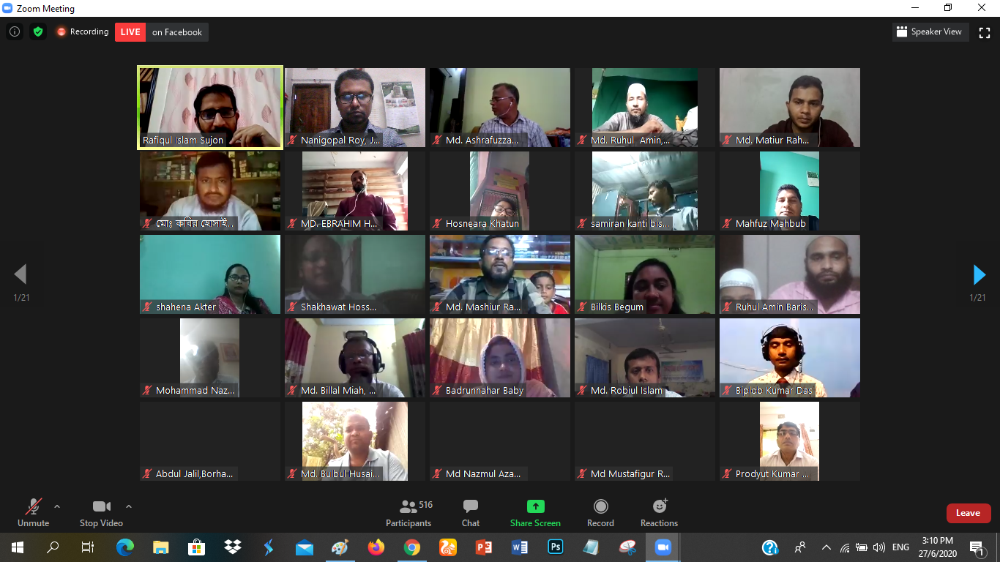 Zoom Meeting
Recording
LIVE on Facebook
Speaker View
Rafiqul Islam Sujon
Nanigopal Roy, J...
Md. Ashrafuzza...
Md. Ruhul Amin,...
Md. Matiur Rah...
মোঃ কবির হোসাই...
MD. EBRAHIM H...
Hosneara Khatun
samiran kanti bis...
Mahfuz Mahbub
shahena Akter
Shakhawat Hoss...
Md. Mashiur Ra...
Bilkis Begum
Ruhul Amin Baris...
1/21
1/21
Mohammad Naz...
Md. Billal Miah, ...
Badrunnahar Baby
Md. Robiul Islam
Biplob Kumar Das
Abdul Jalil,Borha...
Md. Bulbul Husai...
Md Nazmul Aza...
Md Mustafigur R...
Prodyut Kumar ...
Unmute
Stop Video
516
Participants
Chat
Share Screen
Record
Reactions
Leave
ENG
3:10 PM
27/6/2020
1